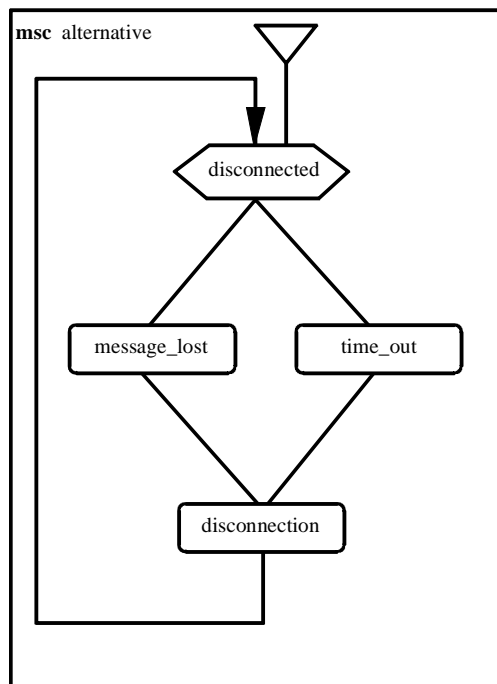 msc alternative
disconnected
message_lost
time_out
disconnection